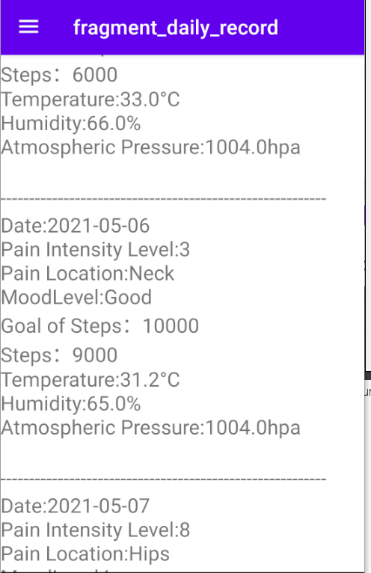 fragment_daily_record
Steps：6000
Temperature:33.0°C
Humidity:66.0%
Atmospheric Pressure:1004.0hpa
--------------------------------------------------------
Date:2021-05-06
Pain Intensity Level:3
Pain Location:Neck
MoodLevel:Good
Goal of Steps：10000
Steps：9000
Temperature:31.2°C
Humidity:65.0%
Atmospheric Pressure:1004.0hpa
--------------------------------------------------------
Date:2021-05-07
Pain Intensity Level:8
Pain Location:Hips